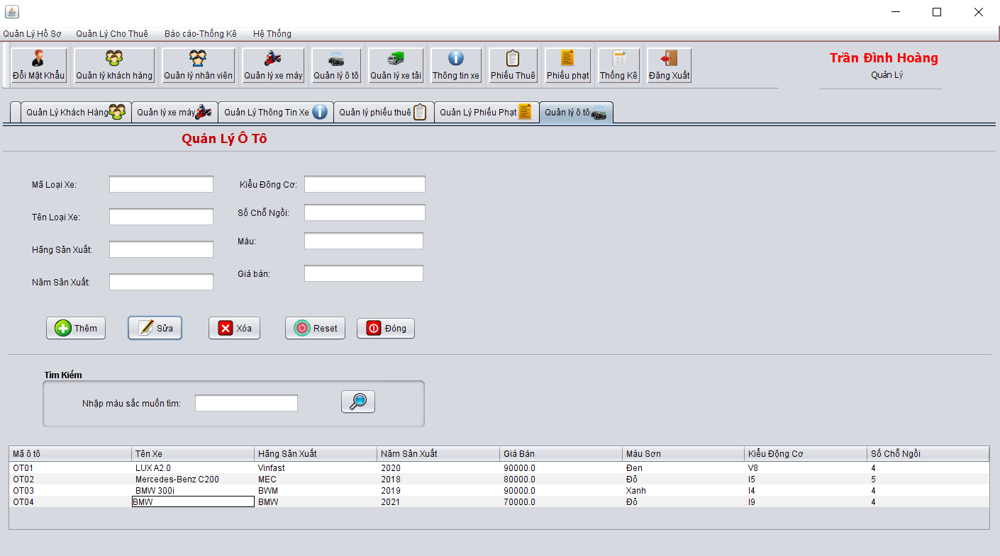 Quản Lý Hồ Sơ Quản Lý Cho Thuê Báo cáo-Thống Kê Hệ Thống
Đổi Mật Khẩu Quản lý khách hàng Quản lý nhân viên Quản lý xe máy Quản lý ô tô Quản lý xe tải Thông tin xe Phiếu Thuê Phiếu phạt Thống Kê Đăng Xuất
Trần Đình Hoàng
Quản Lý
Quản Lý Khách Hàng Quản lý xe máy Quản Lý Thông Tin Xe Quản lý phiếu thuê Quản Lý Phiếu Phạt Quản lý ô tô
Quản Lý Ô Tô
Mã Loại Xe: Kiểu Đông Cơ:
Tên Loại Xe: Số Chỗ Ngồi:
Hãng Sản Xuất: Màu:
Năm Sản Xuất: Giá bán:
Thêm Sửa Xóa Reset Đóng
Tìm Kiếm
Nhập màu sắc muốn tìm:
Mã ô tô Tên Xe Hãng Sản Xuất Năm Sản Xuất Giá Bán Màu Sơn Kiểu Động Cơ Số Chỗ Ngồi
OT01 LUX A2.0 Vinfast 2020 90000.0 Đen V8 4
OT02 Mercedes-Benz C200 MEC 2018 80000.0 Đỏ I5 5
OT03 BMW 300i BWM 2019 90000.0 Xanh I4 4
OT04 BMW BMW 2021 70000.0 Đỏ I9 4